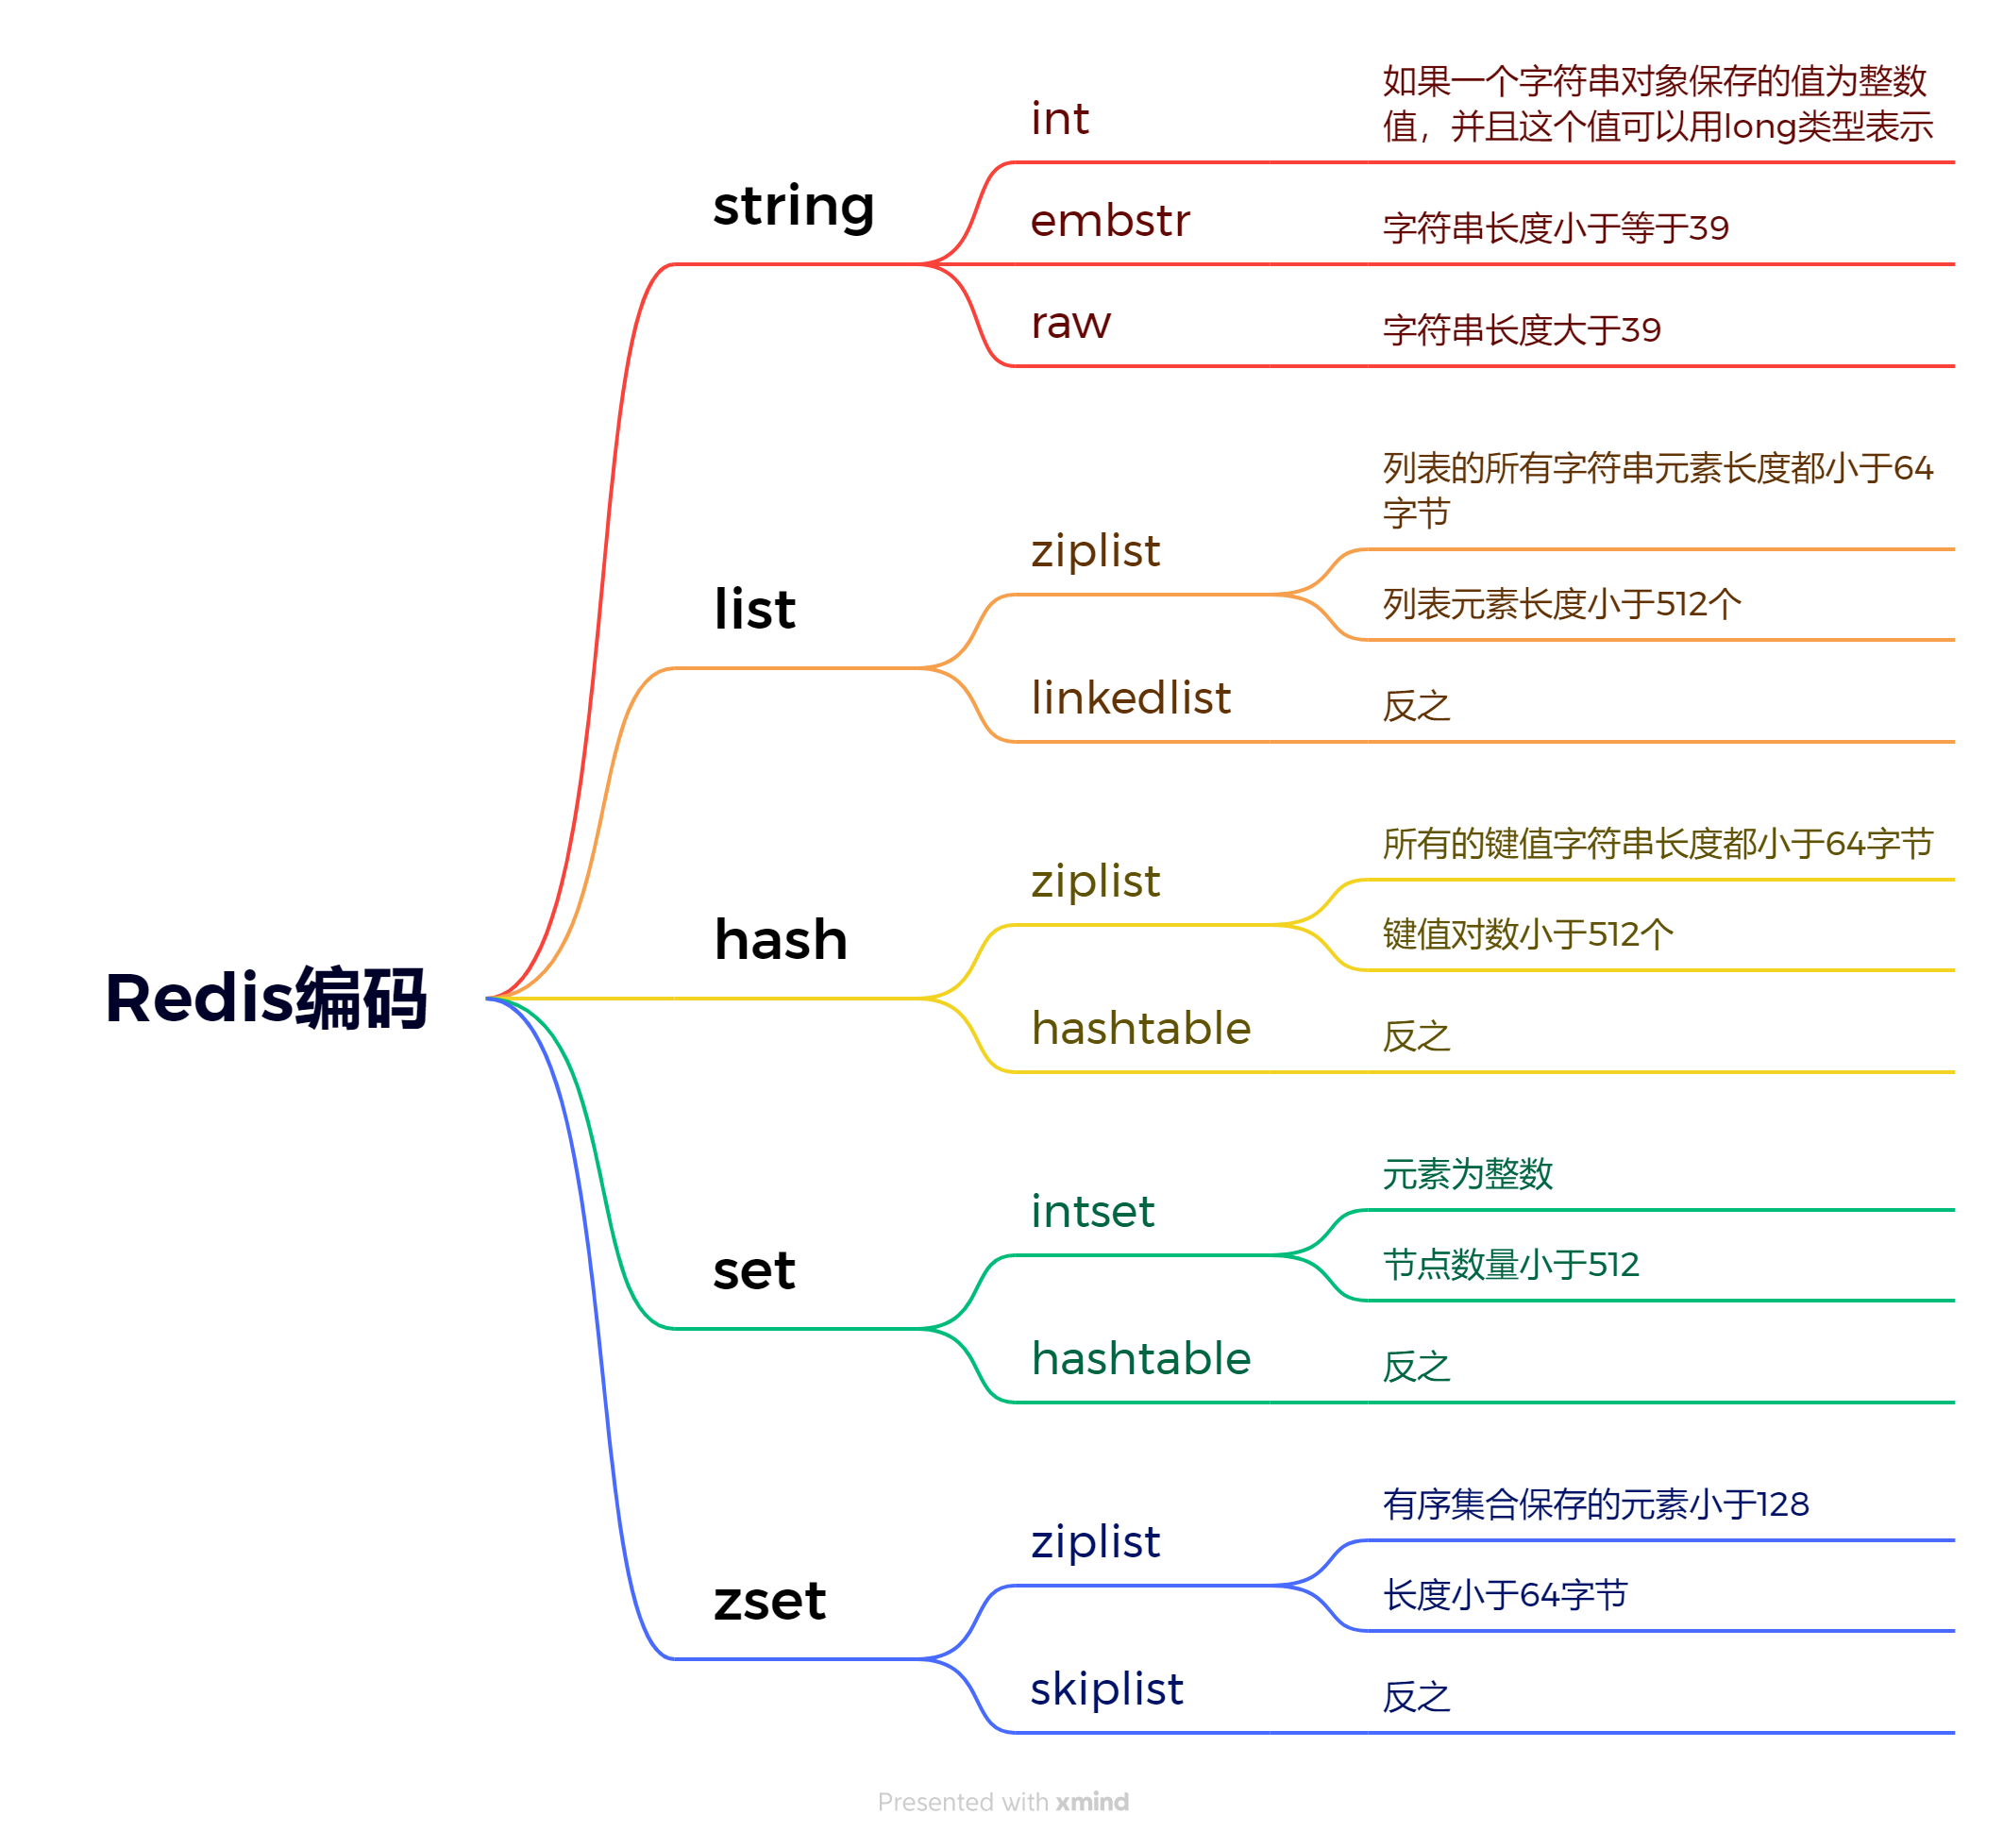 Redis编码
string
int
如果一个字符串对象保存的值为整数
值，并且这个值可以用long类型表示
embstr
字符串长度小于等于39
raw
字符串长度大于39
list
ziplist
列表的所有字符串元素长度都小于64
字节
列表元素长度小于512个
linkedlist
反之
hash
ziplist
所有的键值字符串长度都小于64字节
键值对数小于512个
hashtable
反之
set
intset
元素为整数
节点数量小于512
hashtable
反之
zset
ziplist
有序集合保存的元素小于128
长度小于64字节
skiplist
反之
Presented with xmind